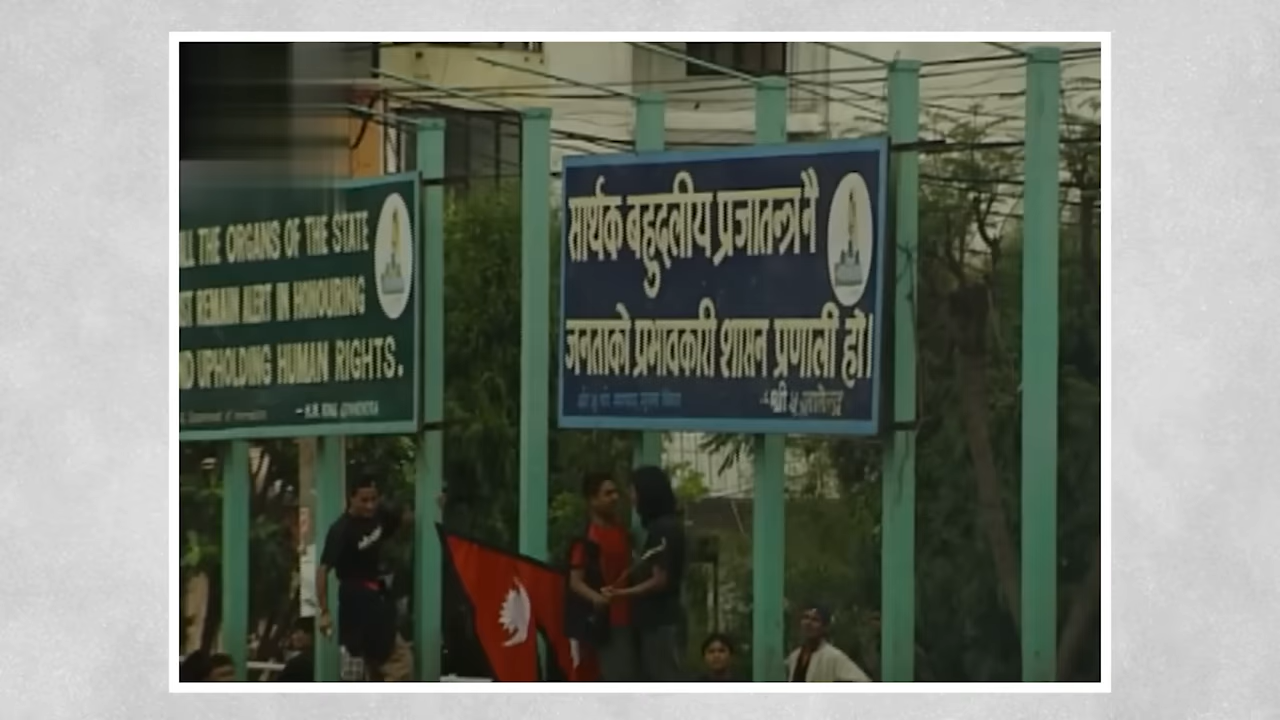 ALL THE ORGANS OF THE STATE
REMAIN ALERT IN HONOURING
UPHOLDING HUMAN RIGHTS.
सार्थक बहुदलीय प्रजातन्त्र नै
जनताको प्रभावकारी शासन प्रणाली हो।